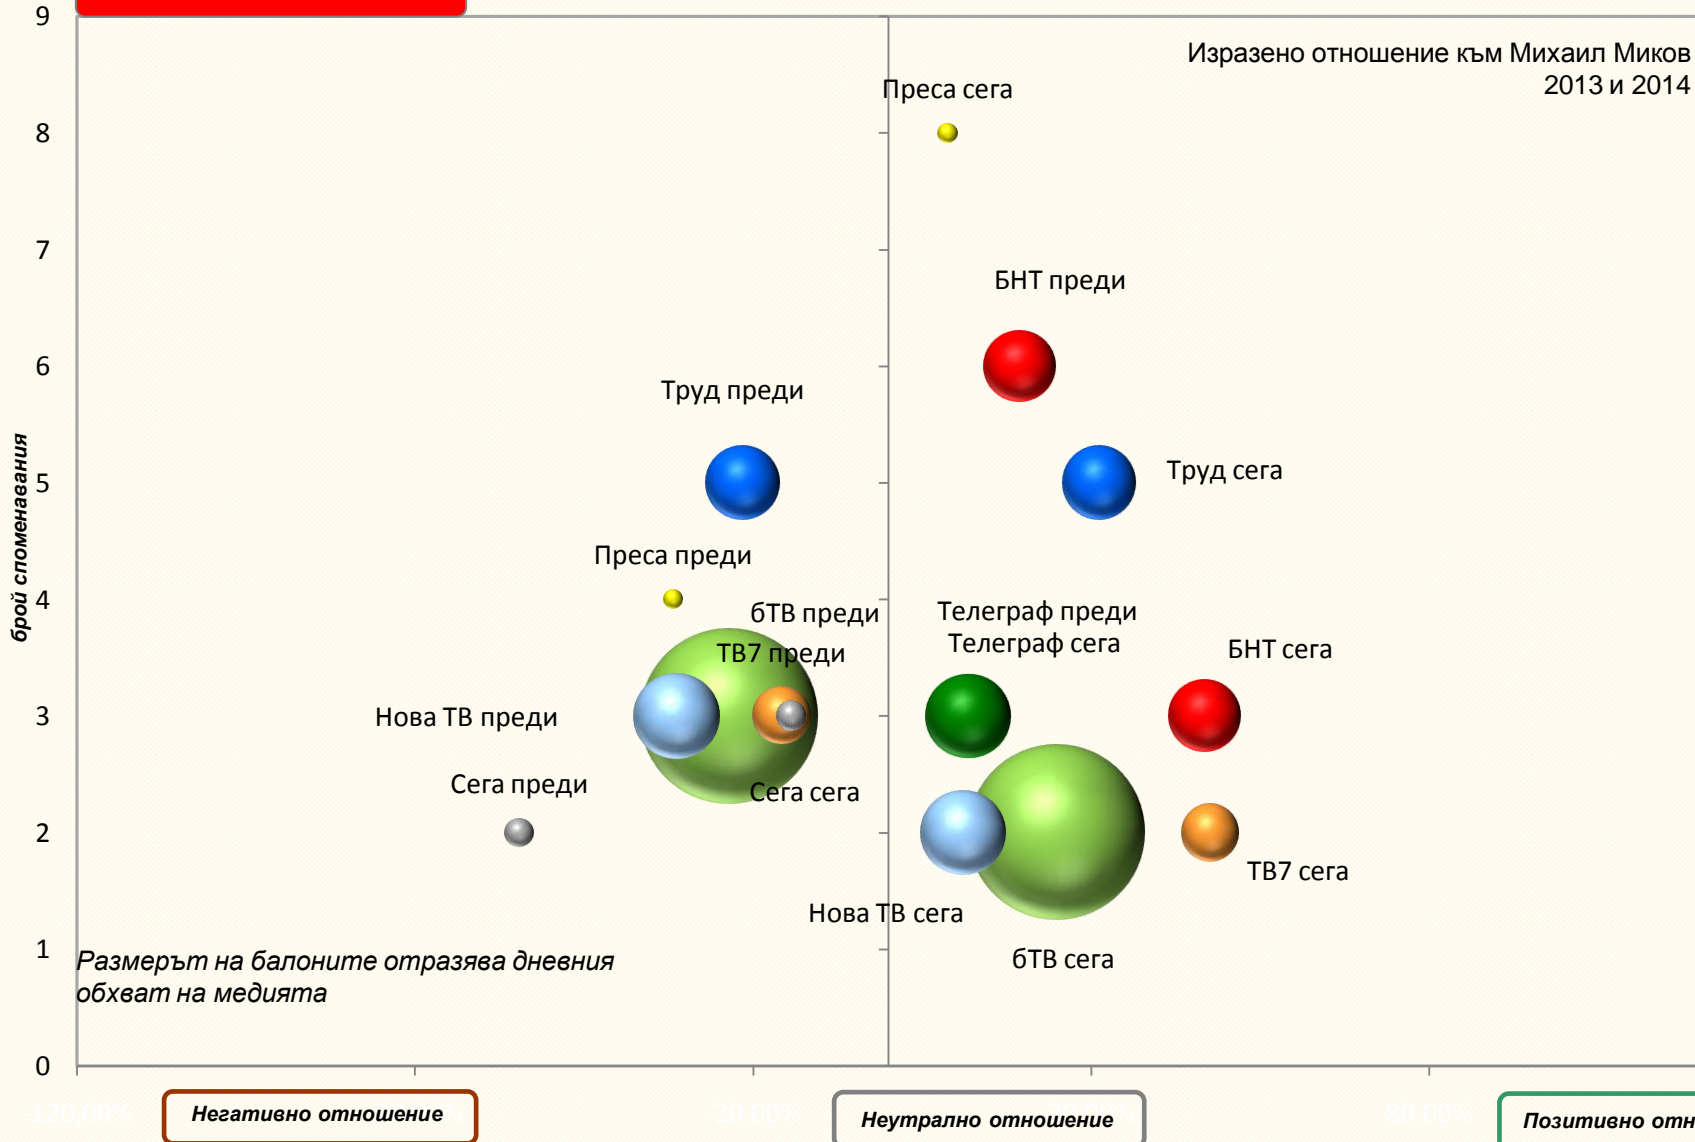 9
Изразено отношение към Михаил Миков
2013 и 2014
Преса сега
8
7
БНТ преди
6
Труд преди
Труд сега
5
брой споменавания
Преса преди
4
бТВ преди
Телеграф преди
Телеграф сега
ТВ7 преди
БНТ сега
3
Нова ТВ преди
Сега преди
Сега сега
2
ТВ7 сега
Нова ТВ сега
1
бТВ сега
Размерът на балоните отразява дневния
обхват на медията
0
Негативно отношение
Неутрално отношение
Позитивно отн